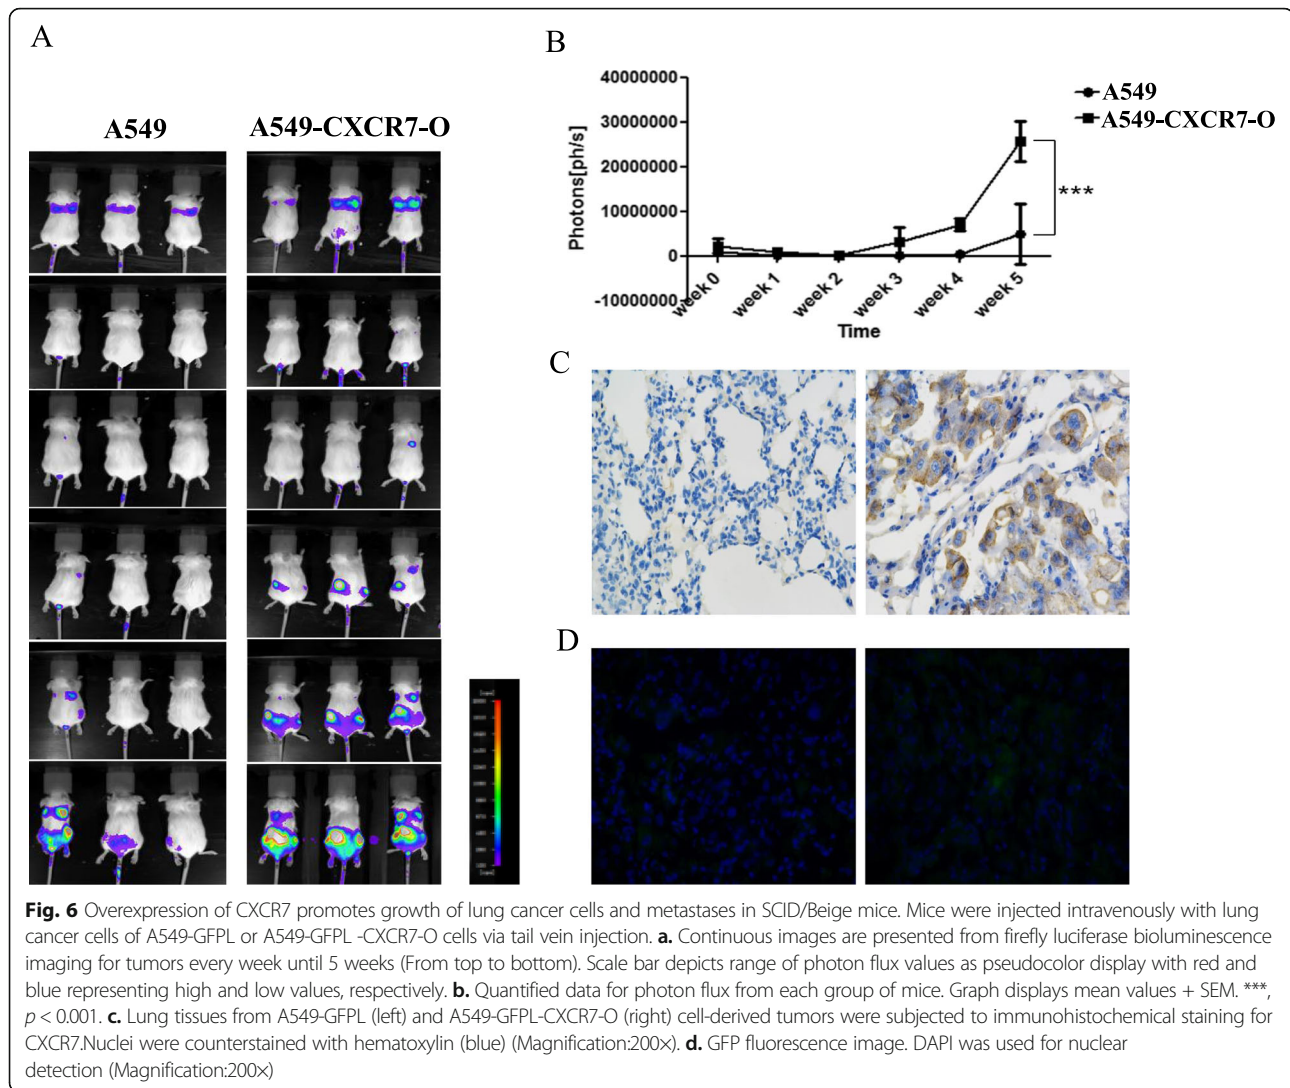 A
B
A549
A549-CXCR7-O
40000000
30000000
20000000
10000000
0
-10000000
Photons[ph/s]
week 0
week 1
week 2
week 3
week 4
week 5
Time
A549
A549-CXCR7-O
***
C
D
Fig. 6 Overexpression of CXCR7 promotes growth of lung cancer cells and metastases in SCID/Beige mice. Mice were injected intravenously with lung
cancer cells of A549-GFPL or A549-GFPL -CXCR7-O cells via tail vein injection. a. Continuous images are presented from firefly luciferase bioluminescence
imaging for tumors every week until 5 weeks (From top to bottom). Scale bar depicts range of photon flux values as pseudocolor display with red and
blue representing high and low values, respectively. b. Quantified data for photon flux from each group of mice. Graph displays mean values + SEM. ***,
p < 0.001. c. Lung tissues from A549-GFPL (left) and A549-GFPL-CXCR7-O (right) cell-derived tumors were subjected to immunohistochemical staining for
CXCR7.Nuclei were counterstained with hematoxylin (blue) (Magnification:200×). d. GFP fluorescence image. DAPI was used for nuclear
detection (Magnification:200×)